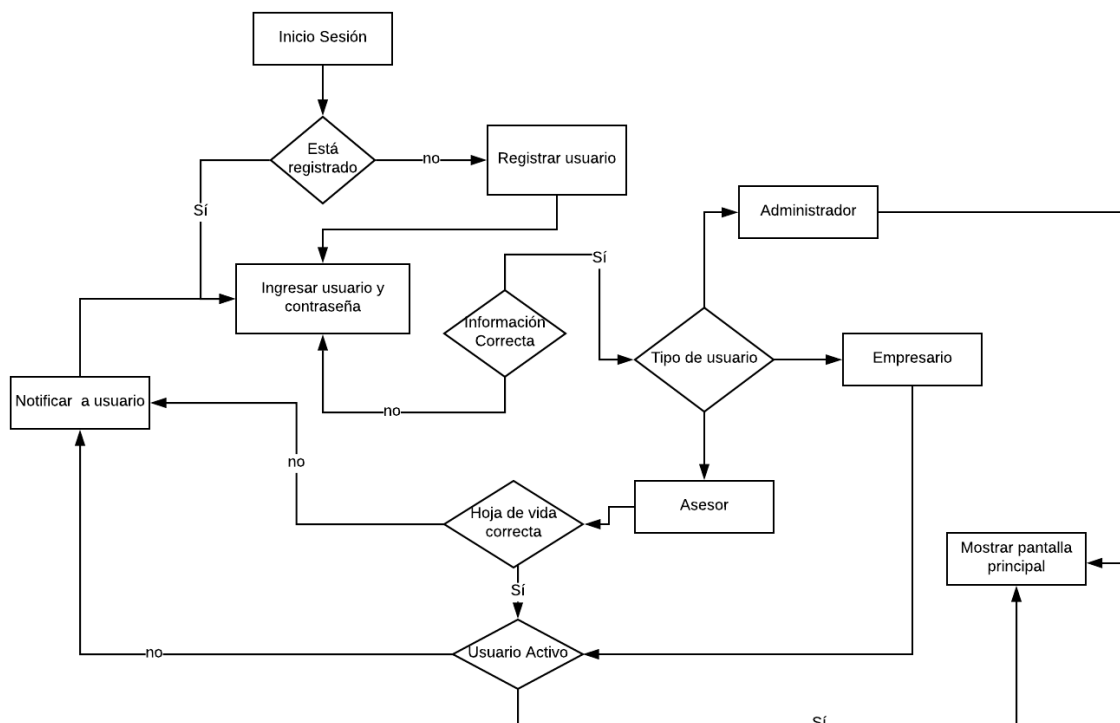 Inicio Sesión
Está
registrado
no
Registrar usuario
Sí
Administrador
Ingresar usuario y
contraseña
Sí
Información
Correcta
Tipo de usuario
Empresario
Notificar a usuario
no
no
Hoja de vida
correcta
Asesor
Mostrar pantalla
principal
Sí
Usuario Activo
no
Sí